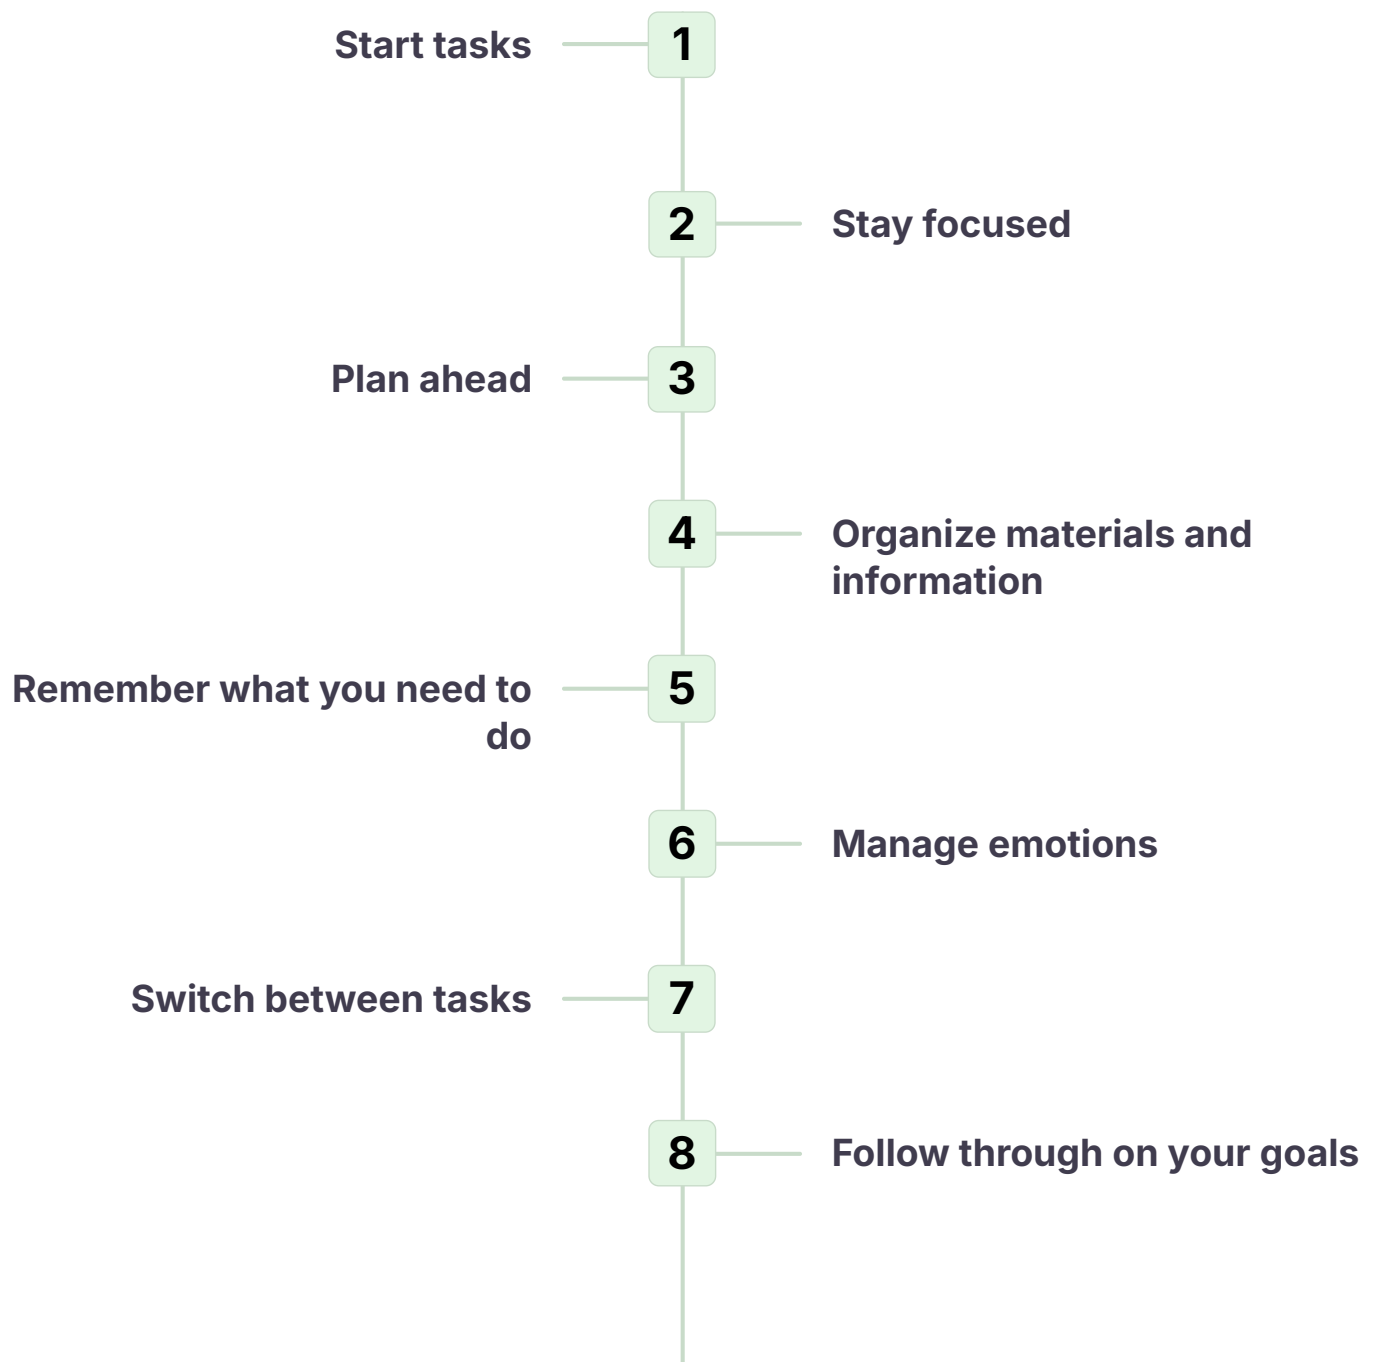 Start tasks
1
2
Stay focused
Plan ahead
3
4
Organize materials and
information
Remember what you need to
do
5
6
Manage emotions
Switch between tasks
7
8
Follow through on your goals